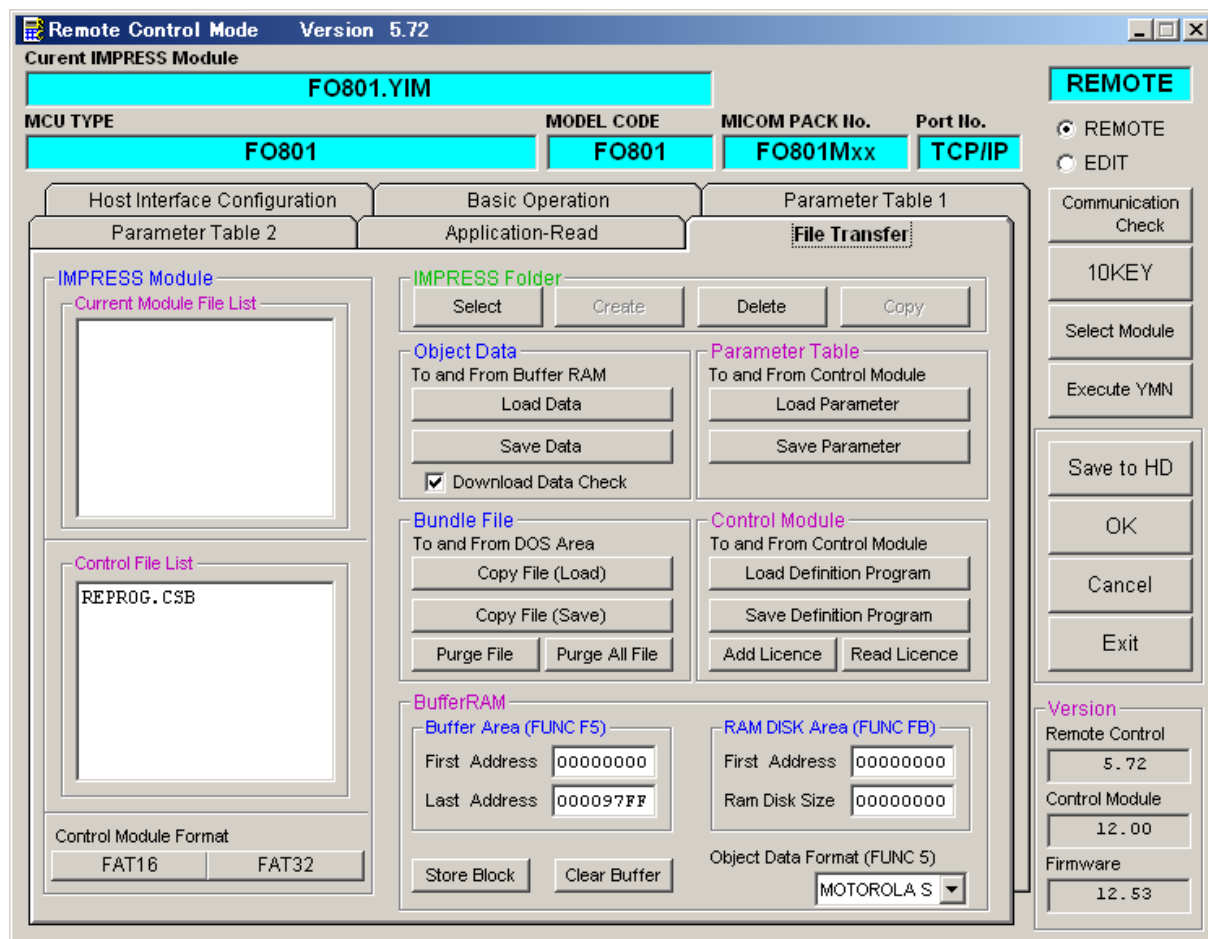 Remote Control Mode Version 5.72
Curent IMPRESS Module
FO801.YIM
REMOTE
MCU TYPE
MODEL CODE
MICOM PACK No.
Port No.
FO801
FO801
FO801Mxx
TCP/IP
REMOTE
EDIT
Host Interface Configuration
Basic Operation
Parameter Table 1
Parameter Table 2
Application-Read
File Transfer
IMPRESS Module
Current Module File List
Control File List
REPROG.CSB
Control Module Format
FAT16
FAT32
IMPRESS Folder
Select
Create
Delete
Copy
Object Data
To and From Buffer RAM
Load Data
Save Data
Download Data Check
Parameter Table
To and From Control Module
Load Parameter
Save Parameter
Bundle File
To and From DOS Area
Copy File (Load)
Copy File (Save)
Purge File
Purge All File
Control Module
To and From Control Module
Load Definition Program
Save Definition Program
Add Licence
Read Licence
BufferRAM
Buffer Area (FUNC F5)
First Address 00000000
Last Address 000097FF
RAM DISK Area (FUNC FB)
First Address 00000000
Ram Disk Size 00000000
Store Block
Clear Buffer
Object Data Format (FUNC 5)
MOTOROLA S
Communication
Check
10KEY
Select Module
Execute YMN
Save to HD
OK
Cancel
Exit
Version
Remote Control
5.72
Control Module
12.00
Firmware
12.53